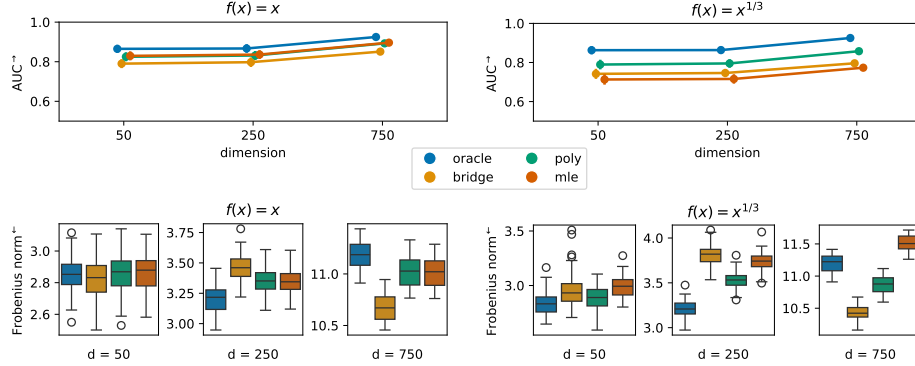 f(x) = x
1.0
0.8
0.6
AUC→
50
250
750
dimension
f(x) = x^{1/3}
1.0
0.8
0.6
AUC→
50
250
750
dimension
oracle
bridge
poly
mle
f(x) = x
Frobenius norm←
3.0
2.8
2.6
d = 50
3.75
3.50
3.25
3.00
d = 250
11.0
10.5
d = 750
f(x) = x^{1/3}
Frobenius norm←
3.5
3.0
d = 50
4.0
3.5
3.0
d = 250
11.5
11.0
10.5
d = 750